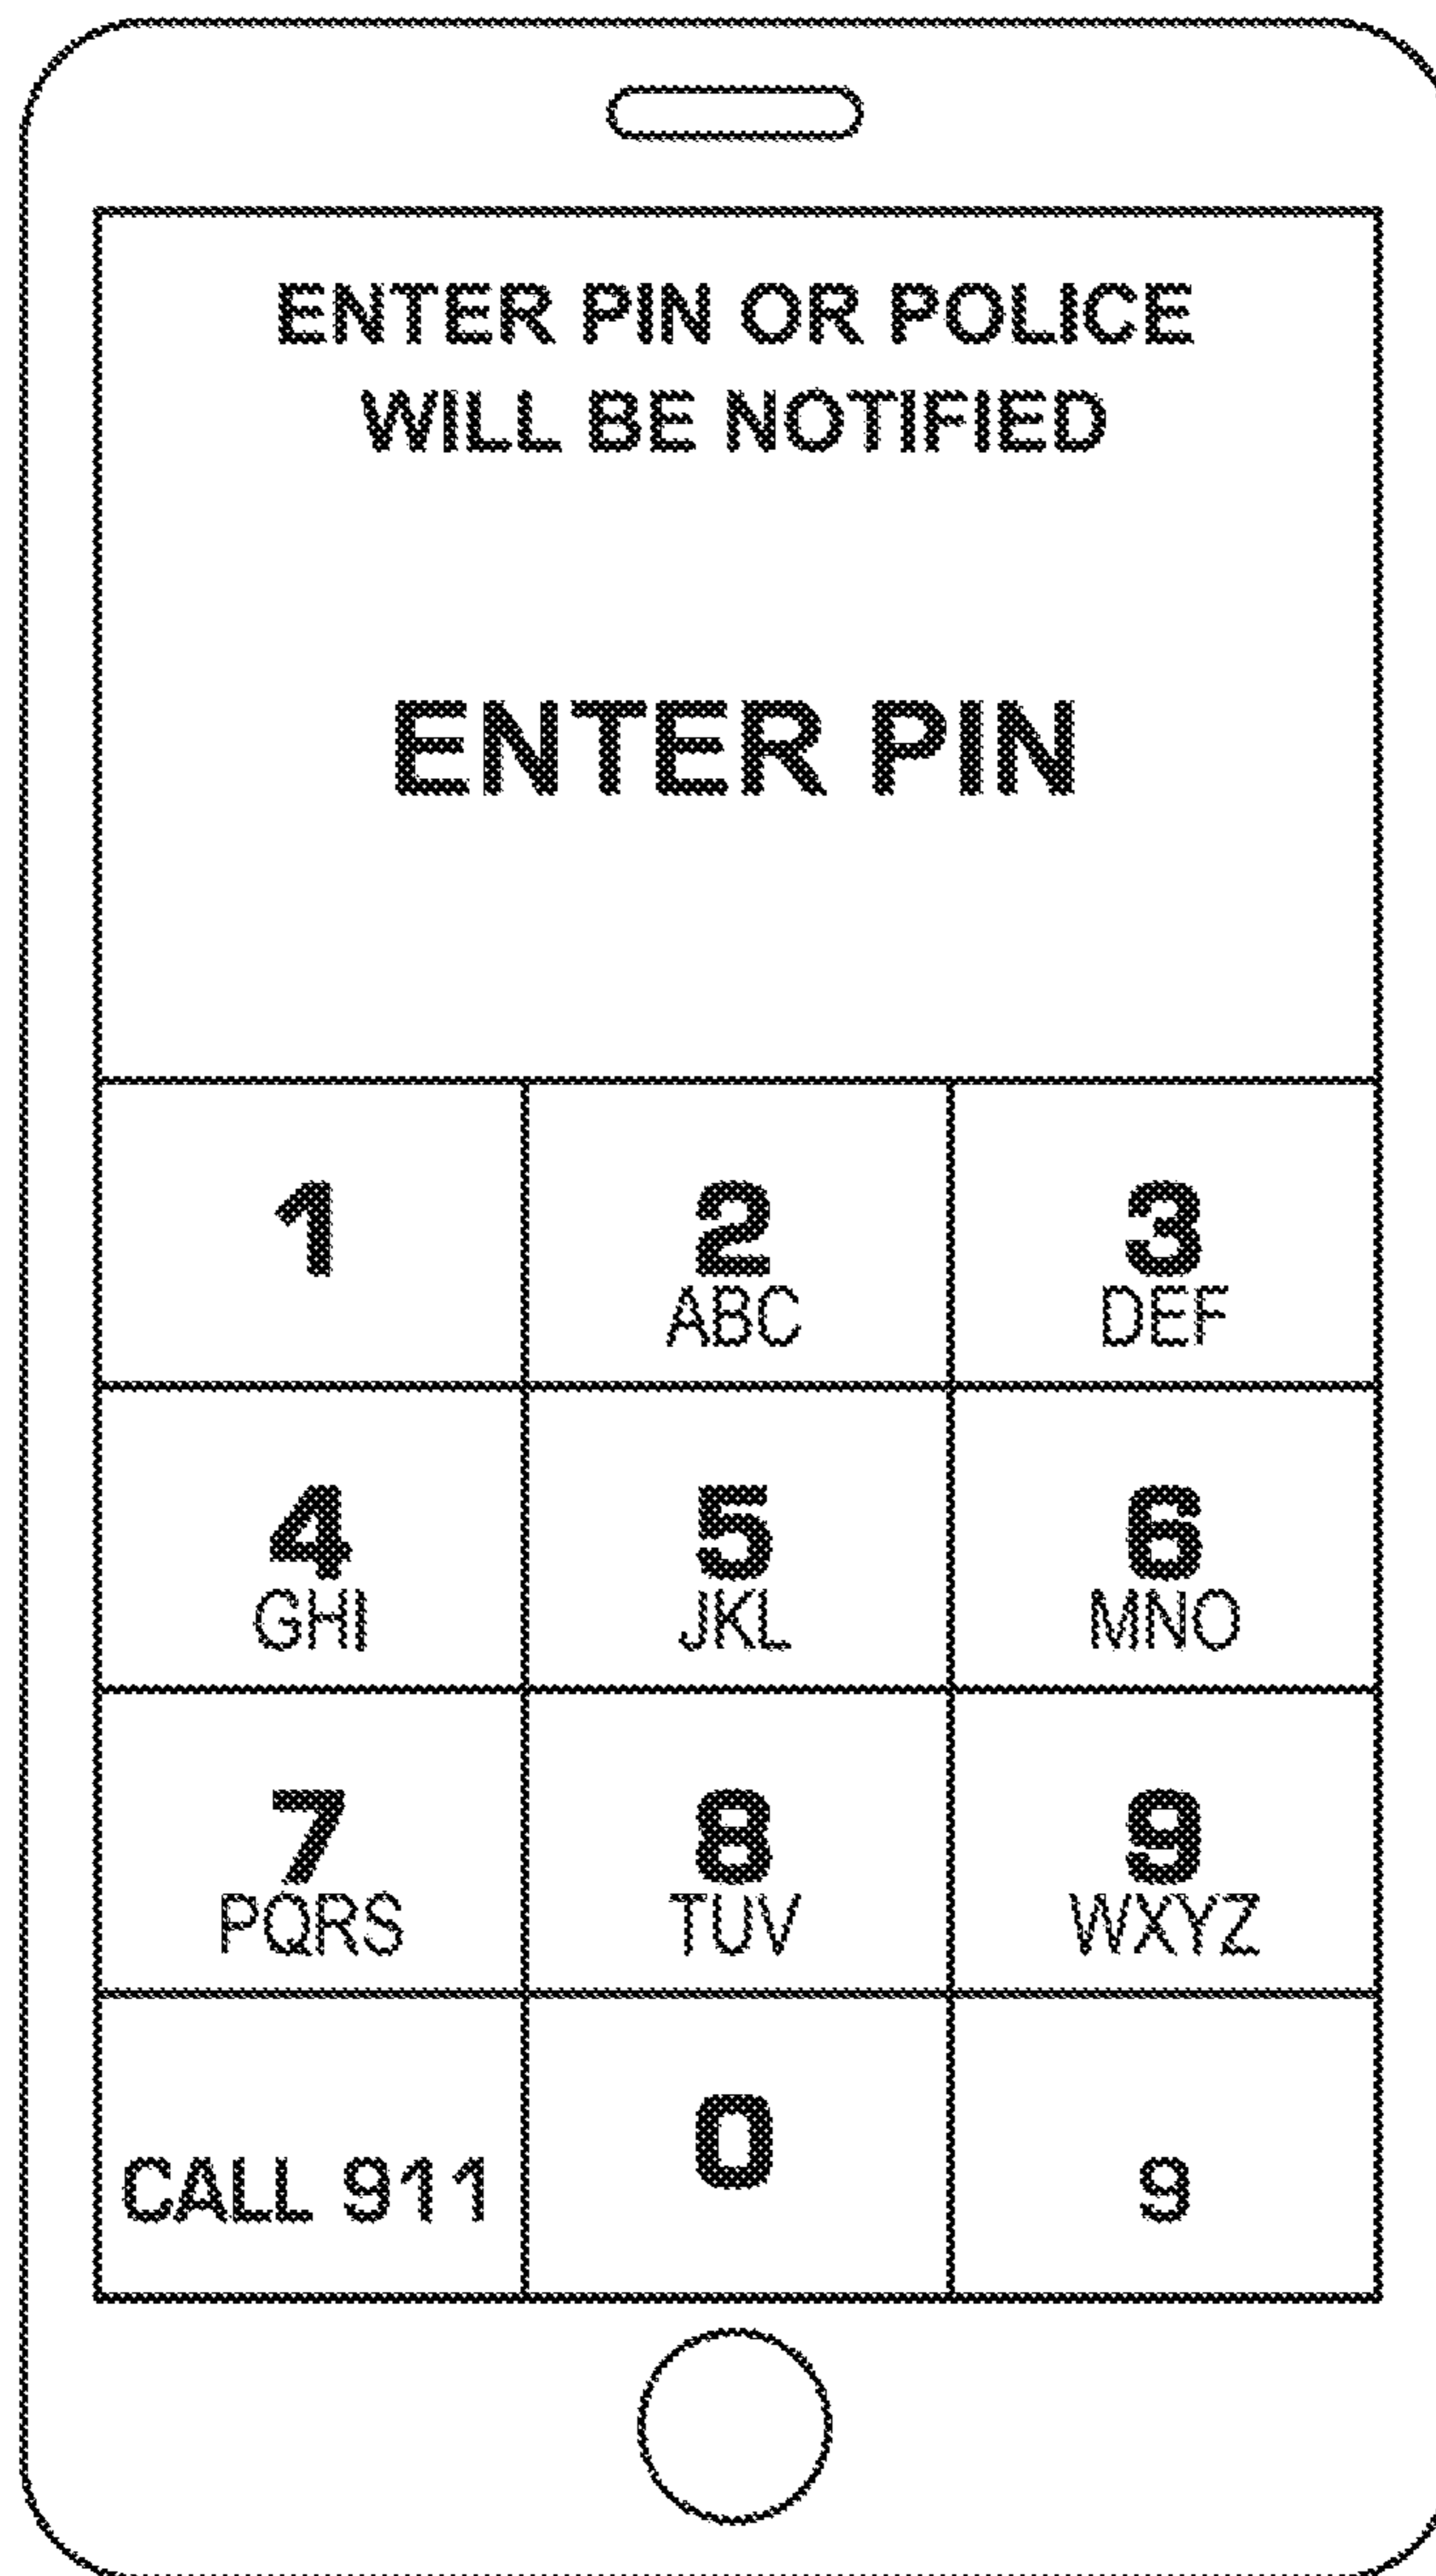 ENTER PIN OR POLICE
WILL BE NOTIFIED
ENTER PIN
1 2 3
ABC DEF
4 5 6
GHI JKL MNO
7 8 9
PQRS TUV WXYZ
0
CALL 911 9